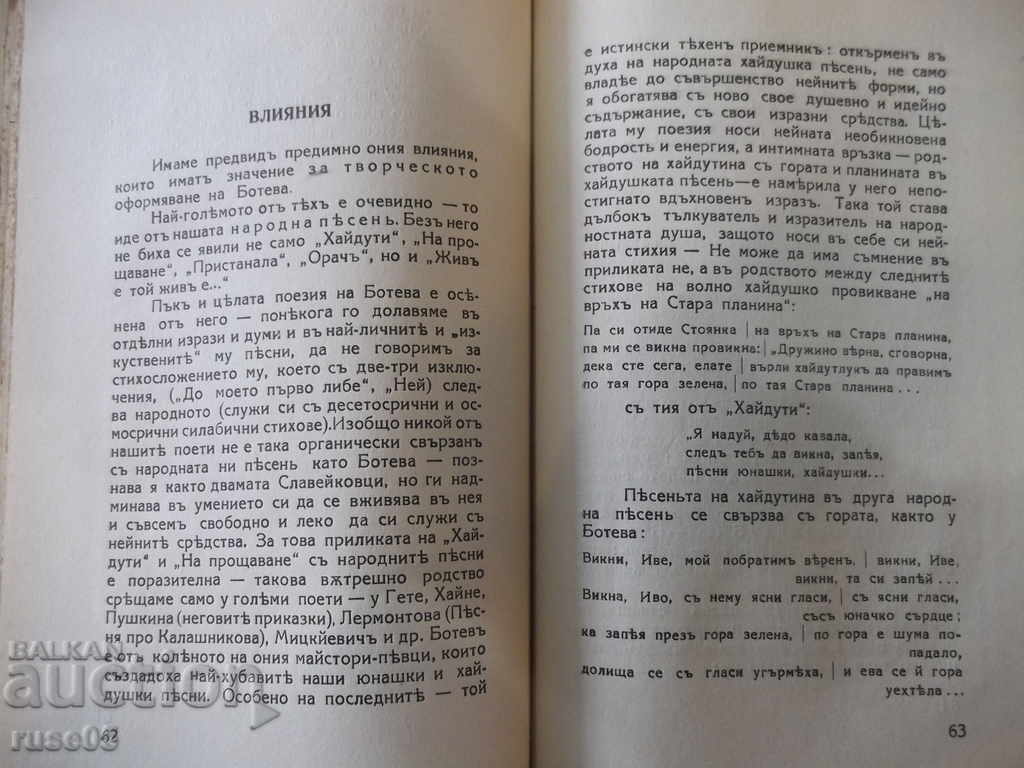 ВЛИЯНИЯ
Имаме предвидъ предимно ония влияния,
които иматъ значение за творческото
оформяване на Ботева.
Най-голѣмото отъ тѣхъ е очевидно — то
иде отъ нашата народна пѣсень. Безъ него
не биха се явили не само „Хайдути“, „На про-
щаване“, „Пристанала“, „Орачъ“, но и „Живъ
е той живъ е...“
Пъкъ и цѣлата поезия на Ботева е осѣ-
нена отъ него — понѣкога го долавяме въ
отдѣлни изрази и думи и въ най-личнитѣ и „из-
куственитѣ“ му пѣсни, да не говоримъ за
стихосложението му, което съ две-три изклю-
чения, („До моето първо либе“, „Ней) след-
ва народното (служи си съ десетосрични и ос-
мосрични силабични стихове).Изобщо никой отъ
нашитѣ поети не е така органически свързанъ
съ народната ни пѣсень като Ботева — поз-
нава я както двамата Славейковци, но ги над-
минава въ умението си да се вживява въ нея
и съвсемъ свободно и леко да си служи съ
нейнитѣ срѣдства. За това приликата на „Хай-
дути“ и „На прощаване“ съ народнитѣ пѣсни
е поразителна — такова вѫтрешно родство
срѣщаме само у голѣми поети — у Гете, Хайне,
Пушкина (неговитѣ приказки), Лермонтова (Пѣс-
ня про Калашникова), Мицкйевичъ и др. Ботевъ
е отъ колѣното на ония майстори-пѣвци, които
създадоха най-хубавитѣ наши юнашки и хай-
душки пѣсни. Особено на последнитѣ — той
62
е истински тѣхенъ приемникъ: откърменъ въ
духа на народната хайдушка пѣсень, не само
владѣе до съвършенство нейнитѣ форми, но
я обогатява съ ново свое душевно и идейно
съдържание, съ свои изразни срѣдства. Цѣ-
лата му поезия носи нейната необикновена
бодрость и енергия, а интимната връзка — род-
ството на хайдутина съ гората и планината въ
хайдушката пѣсень—е намѣрила у него непо-
стигнато вдъхновенъ изразъ. Така той става
дълбокъ тълкуватель и изразитель на народ-
ностната душа, защото носи въ себе си ней-
ната стихия — Не може да има съмнение въ
приликата не, а въ родството между следнитѣ
стихове на волно хайдушко провикване „на
връхъ на Стара планина“:
Па си отиде Стоянка | на връхъ на Стара планина,
па ми се викна провикна: | „Дружино вѣрна, сговорна,
дека сте сега, елате | върли хайдутлукъ да правимъ
по тая гора зелена, | по тая Стара планина...
съ тия отъ „Хайдути“:
„Я надуй, дѣдо кавала,
следъ тебъ да викна, запѣя,
пѣсни юнашки, хайдушки...
Пѣсеньта на хайдутина въ друга народ-
на пѣсень се свързва съ гората, както у
Ботева:
Викни, Иве, мой побратимъ вѣренъ, | викни, Иве,
викни, та си запѣй...
Викна, Иво, съ нему ясни гласи, | съ ясни гласи,
съсъ юначко сърдце;
ка запѣя презъ гора зелена, | по гора е шума по-
падало,
долища се съ гласи угърмѣха, | и ева се й гора
уехтѣла...
63
BALKAN
auction
ruse03